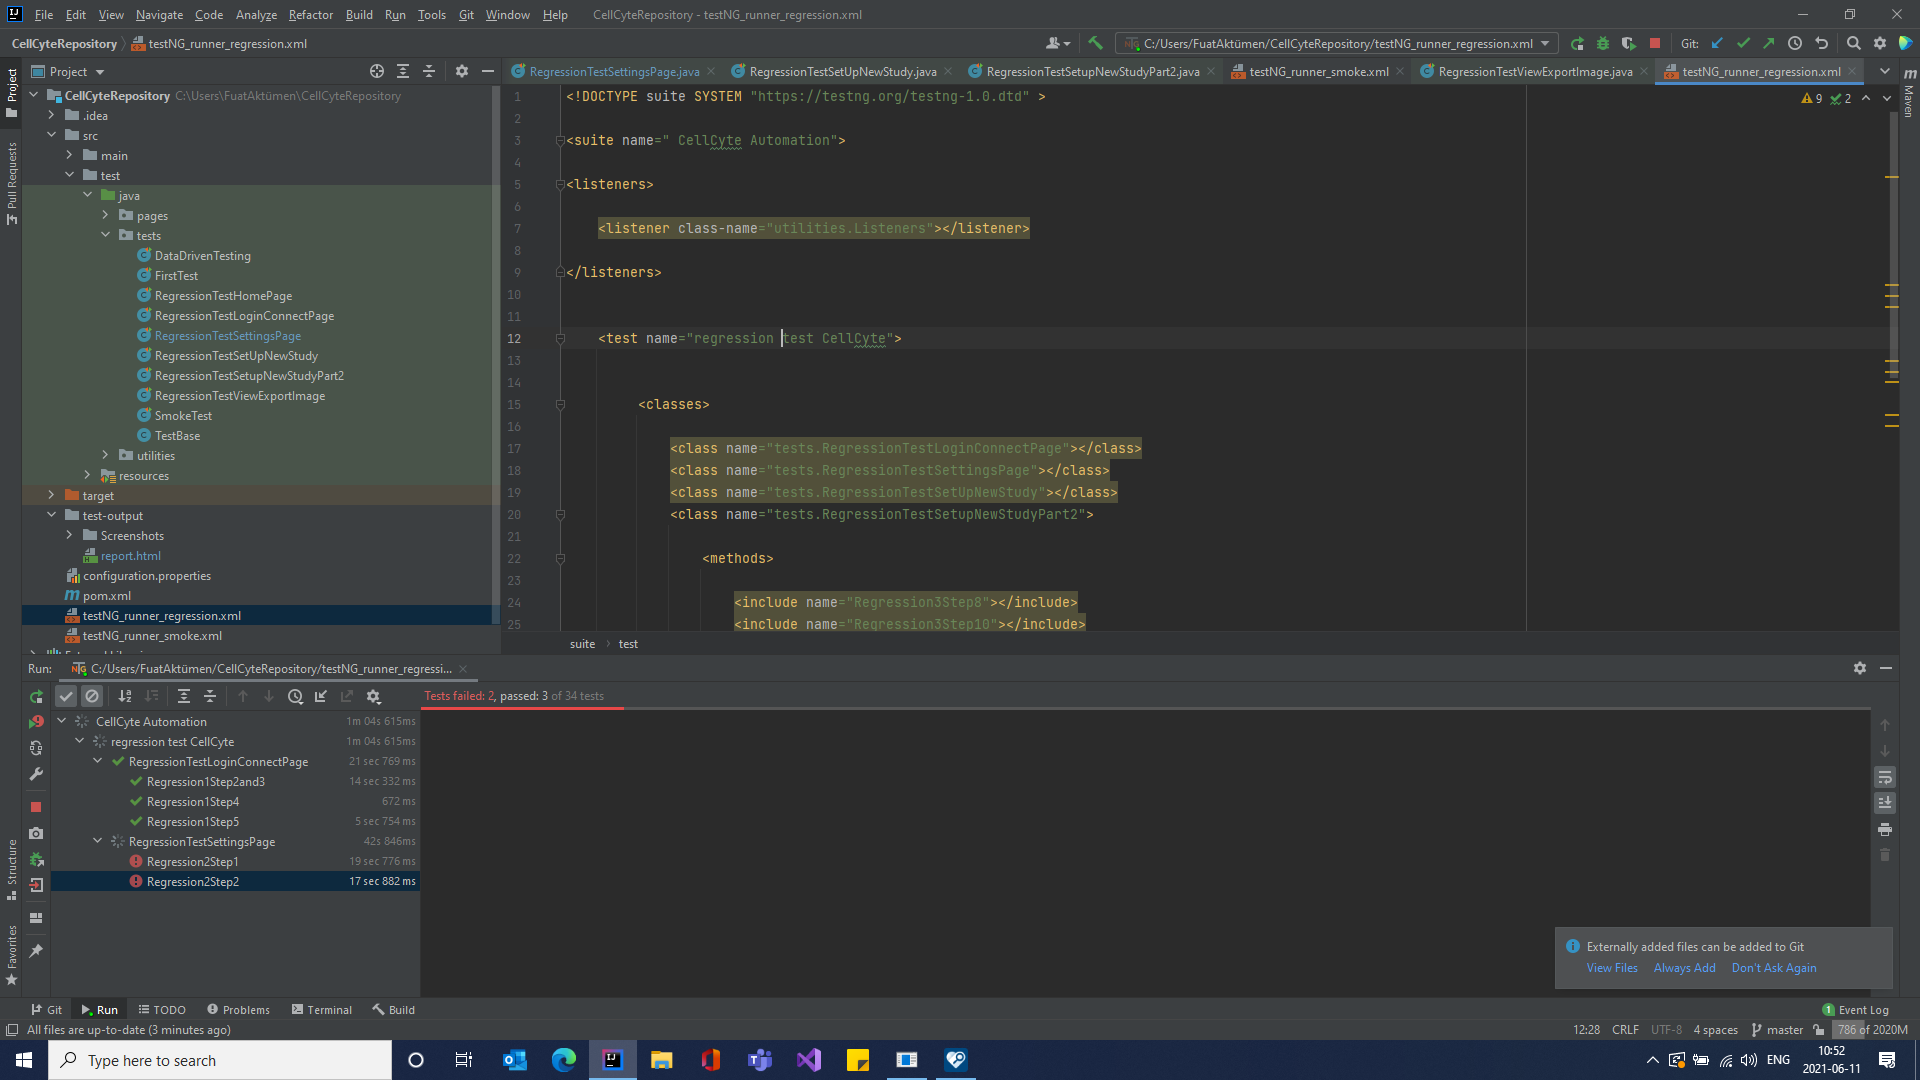 File Edit View Navigate Code Analyze Refactor Build Run Tools Git Window Help CellCyteRepository - testNG_runner_regression.xml
CellCyteRepository testNG_runner_regression.xml C:/Users/FuatAktümen/CellCyteRepository/testNG_runner_regression.xml Git:
Project RegressionTestSettingsPage.java RegressionTestSetUpNewStudy.java RegressionTestSetupNewStudyPart2.java testNG_runner_smoke.xml RegressionTestViewExportImage.java testNG_runner_regression.xml
Project
Pull Requests
Structure
Favorites
Maven
CellCyteRepository C:\Users\FuatAktümen\CellCyteRepository
.idea
src
main
test
java
pages
tests
DataDrivenTesting
FirstTest
RegressionTestHomePage
RegressionTestLoginConnectPage
RegressionTestSettingsPage
RegressionTestSetUpNewStudy
RegressionTestSetupNewStudyPart2
RegressionTestViewExportImage
SmokeTest
TestBase
utilities
resources
target
test-output
Screenshots
report.html
configuration.properties
pom.xml
testNG_runner_regression.xml
testNG_runner_smoke.xml
9 2
1 <!DOCTYPE suite SYSTEM "https://testng.org/testng-1.0.dtd" >
2
3 <suite name=" CellCyte Automation">
4
5 <listeners>
6
7 <listener class-name="utilities.Listeners"></listener>
8
9 </listeners>
10
11
12 <test name="regression test CellCyte">
13
14
15 <classes>
16
17 <class name="tests.RegressionTestLoginConnectPage"></class>
18 <class name="tests.RegressionTestSettingsPage"></class>
19 <class name="tests.RegressionTestSetUpNewStudy"></class>
20 <class name="tests.RegressionTestSetupNewStudyPart2">
21
22 <methods>
23
24 <include name="Regression3Step8"></include>
25 <include name="Regression3Step10"></include>
suite test
Run: C:/Users/FuatAktümen/CellCyteRepository/testNG_runner_regressi...
Tests failed: 2, passed: 3 of 34 tests
CellCyte Automation 1m 04s 615ms
regression test CellCyte 1m 04s 615ms
RegressionTestLoginConnectPage 21 sec 769 ms
Regression1Step2and3 14 sec 332 ms
Regression1Step4 672 ms
Regression1Step5 5 sec 754 ms
RegressionTestSettingsPage 42s 846ms
Regression2Step1 19 sec 776 ms
Regression2Step2 17 sec 882 ms
Externally added files can be added to Git
View Files Always Add Don't Ask Again
Git Run TODO Problems Terminal Build 1 Event Log
All files are up-to-date (3 minutes ago) 12:28 CRLF UTF-8 4 spaces master 786 of 2020M
Type here to search ENG 10:52
2021-06-11